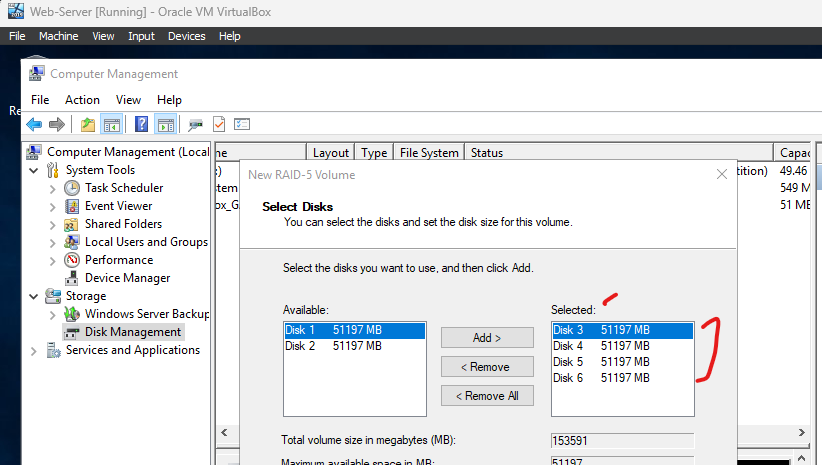 Web-Server [Running] - Oracle VM VirtualBox
File Machine View Input Devices Help
Re
Computer Management
File Action View Help
Computer Management (Local
System Tools
Task Scheduler
Event Viewer
Shared Folders
Local Users and Groups
Performance
Device Manager
Storage
Windows Server Backup
Disk Management
Services and Applications
me Layout Type File System Status Capac
:) tition) 49.46
stem 549 M
ox_G 51 ME
New RAID-5 Volume
Select Disks
You can select the disks and set the disk size for this volume.
Select the disks you want to use, and then click Add.
Available:
Disk 1 51197 MB
Disk 2 51197 MB
Add >
< Remove
< Remove All
Selected:
Disk 3 51197 MB
Disk 4 51197 MB
Disk 5 51197 MB
Disk 6 51197 MB
Total volume size in megabytes (MB): 153591
Maximum available space in MB: 51197